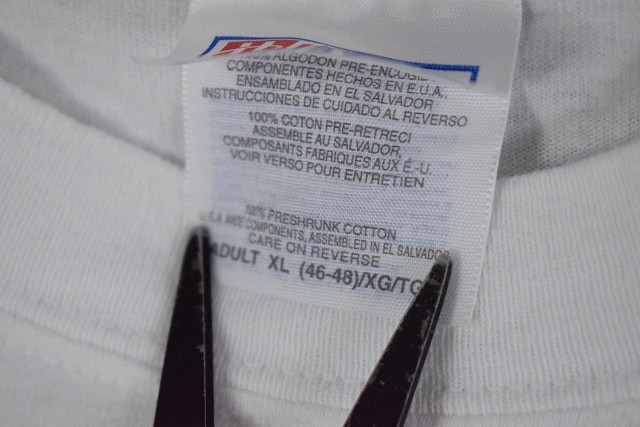 ALGODON PRE-ENCOGID
COMPONENTES HECHOS EN E.U.A.,
ENSAMBLADO EN EL SALVADOR
INSTRUCCIONES DE CUIDADO AL REVERSO
100% COTON PRE-RETRECI
ASSEMBLE AU SALVADOR,
COMPOSANTS FABRIQUES AUX É.-U.
VOIR VERSO POUR ENTRETIEN
100% PRESHRUNK COTTON
U.S.A. MADE COMPONENTS, ASSEMBLED IN EL SALVADOR
CARE ON REVERSE
ADULT XL (46-48)/XG/TG